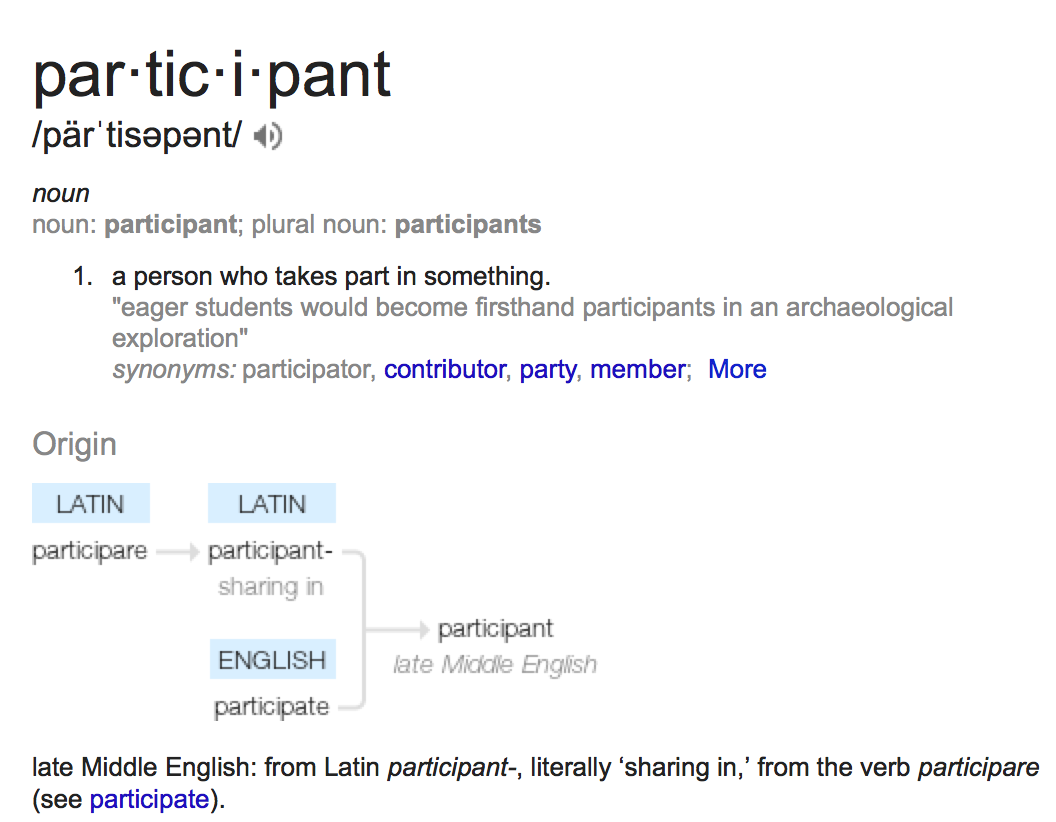 par·tic·i·pant
/pärˈtisəpənt/
noun
noun: participant; plural noun: participants
1. a person who takes part in something.
"eager students would become firsthand participants in an archaeological
exploration"
synonyms: participator, contributor, party, member; More
Origin
LATIN LATIN
participare participant-
sharing in
participant
ENGLISH late Middle English
participate
late Middle English: from Latin participant-, literally ‘sharing in,’ from the verb participare
(see participate).